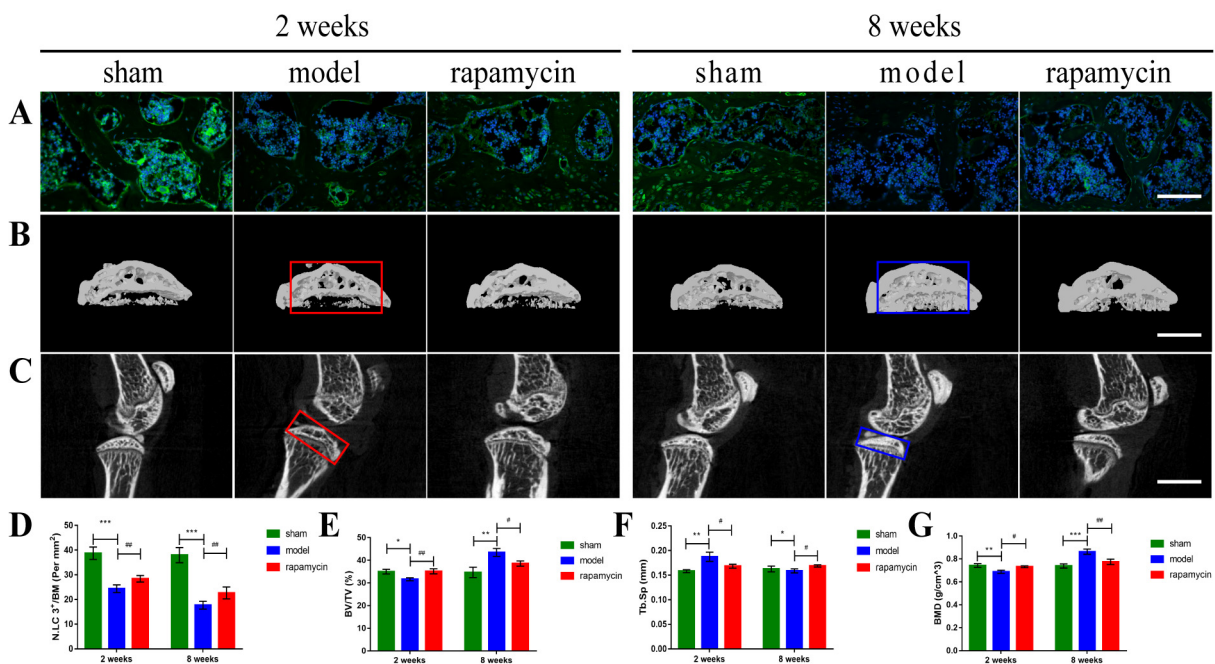 2 weeks 8 weeks
sham model rapamycin sham model rapamycin
A
B
C
D
N.LC 3⁺/BM (Per mm²)
50
40
30
20
10
0
***
##
***
##
2 weeks 8 weeks
sham
model
rapamycin
E
BV/TV (%)
60
40
20
0
*
##
**
#
2 weeks 8 weeks
sham
model
rapamycin
F
Tb.Sp (mm)
0.25
0.20
0.15
0.10
0.05
0.00
**
#
*
#
2 weeks 8 weeks
sham
model
rapamycin
G
BMD (g/cm^3)
1.0
0.8
0.6
0.4
0.2
0.0
**
#
***
##
2 weeks 8 weeks
sham
model
rapamycin